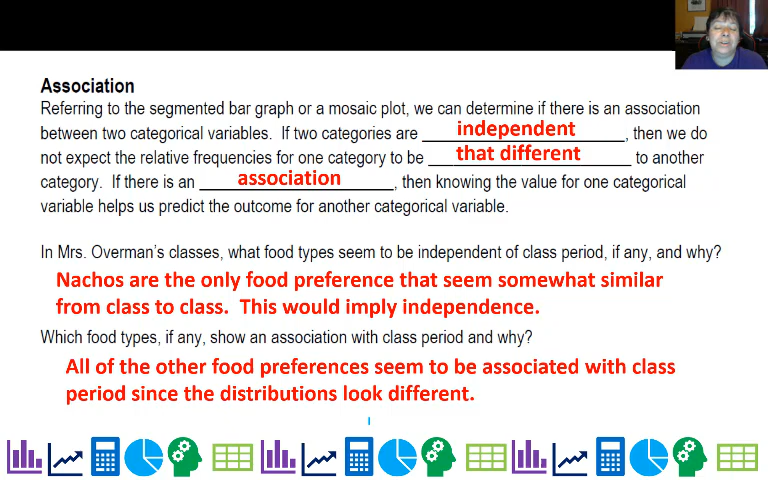 Association
Referring to the segmented bar graph or a mosaic plot, we can determine if there is an association
between two categorical variables. If two categories are independent, then we do
not expect the relative frequencies for one category to be that different to another
category. If there is an association, then knowing the value for one categorical
variable helps us predict the outcome for another categorical variable.
In Mrs. Overman's classes, what food types seem to be independent of class period, if any, and why?
Nachos are the only food preference that seem somewhat similar
from class to class. This would imply independence.
Which food types, if any, show an association with class period and why?
All of the other food preferences seem to be associated with class
period since the distributions look different.